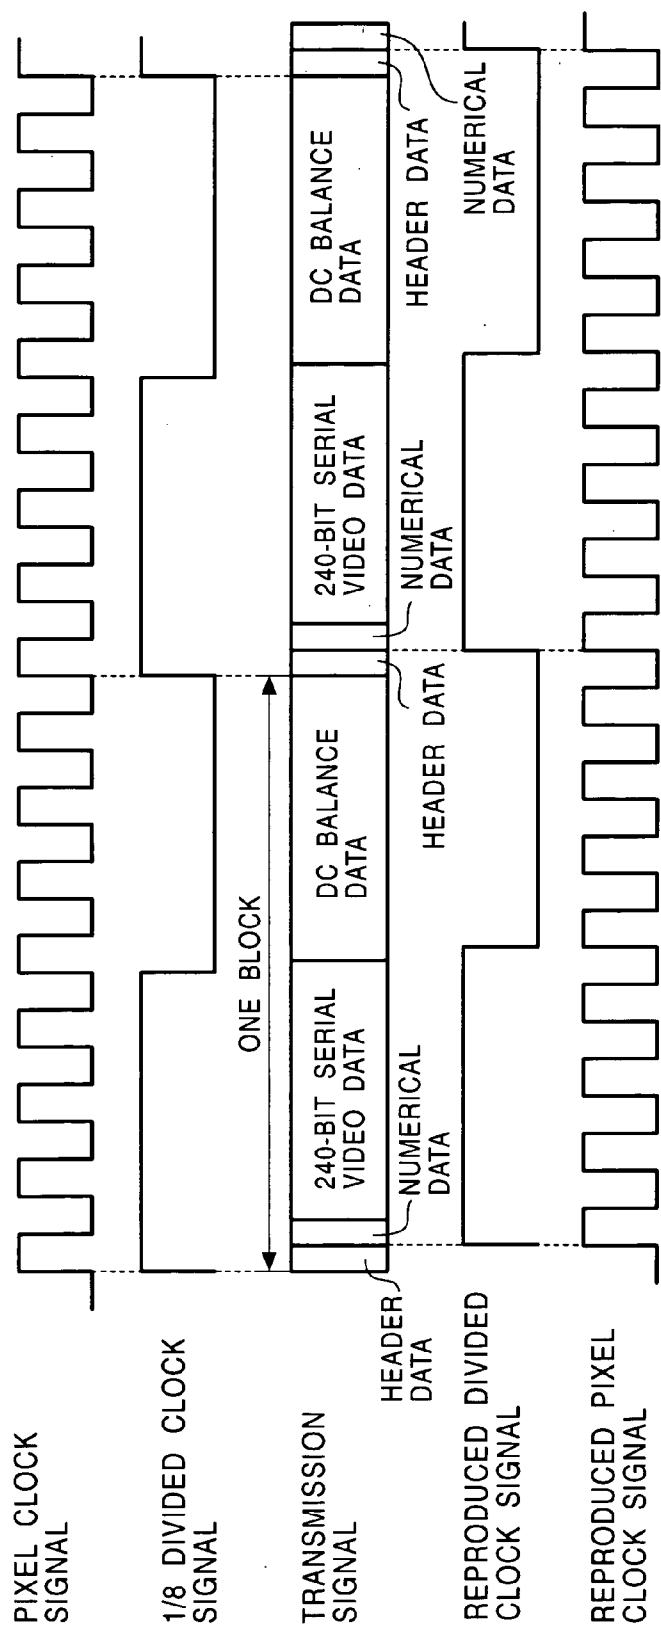 PIXEL CLOCK
SIGNAL
1/8 DIVIDED CLOCK
SIGNAL
ONE BLOCK
TRANSMISSION
SIGNAL
240-BIT SERIAL
VIDEO DATA
DC BALANCE
DATA
240-BIT SERIAL
VIDEO DATA
DC BALANCE
DATA
HEADER
DATA
NUMERICAL
DATA
HEADER DATA
NUMERICAL
DATA
HEADER DATA
NUMERICAL
DATA
REPRODUCED DIVIDED
CLOCK SIGNAL
REPRODUCED PIXEL
CLOCK SIGNAL